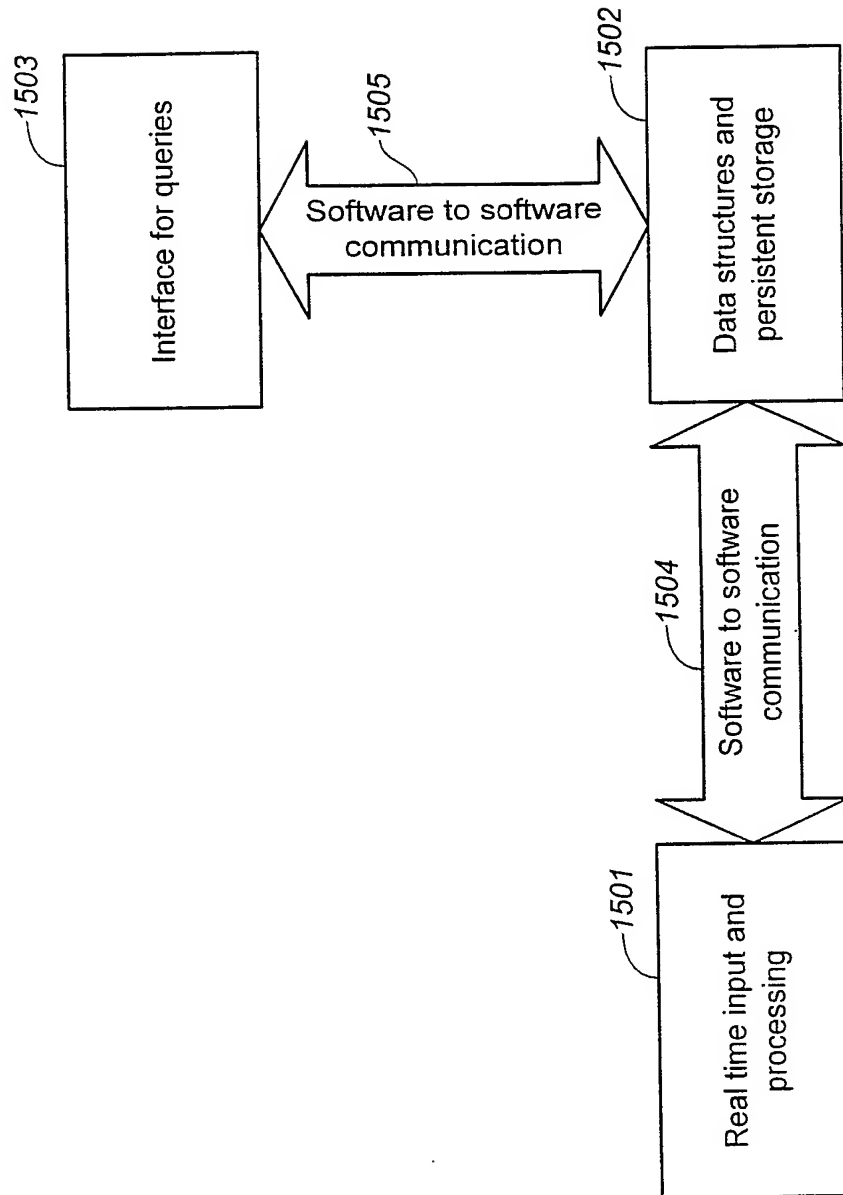 1503
Interface for queries
1505
Software to software
communication
1502
Data structures and
persistent storage
1504
Software to software
communication
1501
Real time input and
processing